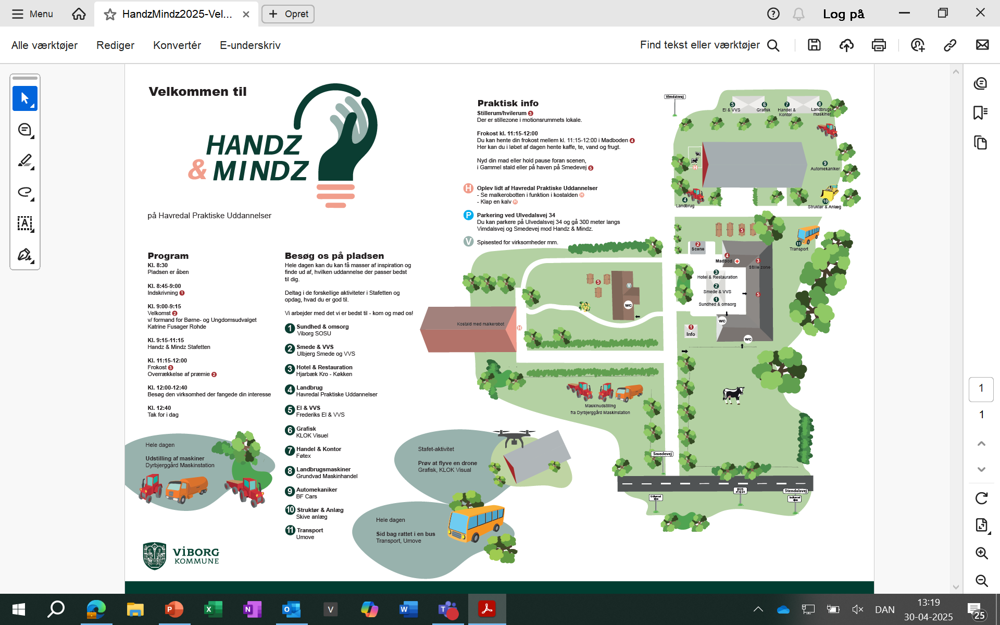 Menu
HandzMindz2025-Vel...
Opret
Log på
Alle værktøjer
Rediger
Konvertér
E-underskriv
Find tekst eller værktøjer
Velkommen til
HANDZ
& MINDZ
på Havredal Praktiske Uddannelser
Program
Kl. 8:30
Pladsen er åben
Kl. 8:45-9:00
Indskrivning 1
Kl. 9:00-9:15
Velkomst 2
v/ formand for Børne- og Ungdomsudvalget
Katrine Fusager Rohde
Kl. 9:15-11:15
Handz & Mindz Stafetten
Kl. 11:15-12:00
Frokost 3
Overrækkelse af præmie 2
Kl. 12:00-12:40
Besøg den virksomhed der fangede din interesse
Kl. 12:40
Tak for i dag
Besøg os på pladsen
Hele dagen kan du kan få masser af inspiration og
finde ud af, hvilken uddannelse der passer bedst
til dig.
Deltag i de forskellige aktiviteter i Stafetten og
opdag, hvad du er god til.
Vi arbejder med det vi er bedst til - kom og mød os!
1 Sundhed & omsorg
Viborg SOSU
2 Smede & VVS
Ulbjerg Smede og VVS
3 Hotel & Restauration
Hjarbæk Kro - Køkken
4 Landbrug
Havredal Praktiske Uddannelser
5 El & VVS
Frederiks El & VVS
6 Grafisk
KLOK Visuel
7 Handel & Kontor
Føtex
8 Landbrugsmaskiner
Grundvad Maskinhandel
9 Automekaniker
BF Cars
10 Struktør & Anlæg
Skive anlæg
11 Transport
Umove
Praktisk info
Stillerum/hvilerum 3
Der er stillezone i motionsrummets lokale.
Frokost kl. 11:15-12:00
Du kan hente din frokost mellem kl. 11:15-12:00 i Madboden 4
Her kan du i løbet af dagen hente kaffe, te, vand og frugt.
Nyd din mad eller hold pause foran scenen,
i Gammel stald eller på haven på Smedevej 5
H Oplev lidt af Havredal Praktiske Uddannelser
- Se malkerobotten i funktion i kostalden H
- Klap en kalv H
P Parkering ved Ulvedalsvej 34
Du kan parkere på Ulvedalsvej 34 og gå 300 meter langs
Vimdalsvej og Smedevej mod Handz & Mindz.
V Spisested for virksomheder mm.
Vimdalsvej
5 6 7 8
El & VVS
Grafisk
Handel &
Kontor
Landbrugs-
maskiner
H
9
Automekaniker
4
Landbrug
10
Struktør & Anlæg
5
11
Transport
2
Scene
4
Madbod
3
Stille zone
3
Hotel & Restauration
2
Smede & VVS
1
Sundhed & omsorg
5
WC
WC
1
Info
5
V
WC
Kostald med malkerobot
H
Maskinudstilling
fra Dyrbjerggård Maskinstation
Smedevej
BUS
Stendalsvej
Udkørsel
Indkørsel
Hele dagen
Udstilling af maskiner
Dyrbjerggård Maskinstation
Stafet-aktivitet
Prøv at flyve en drone
Grafisk, KLOK Visual
Hele dagen
Sid bag rattet i en bus
Transport, Umove
VIBORG
KOMMUNE
1
1
DAN
13:19
30-04-2025
25